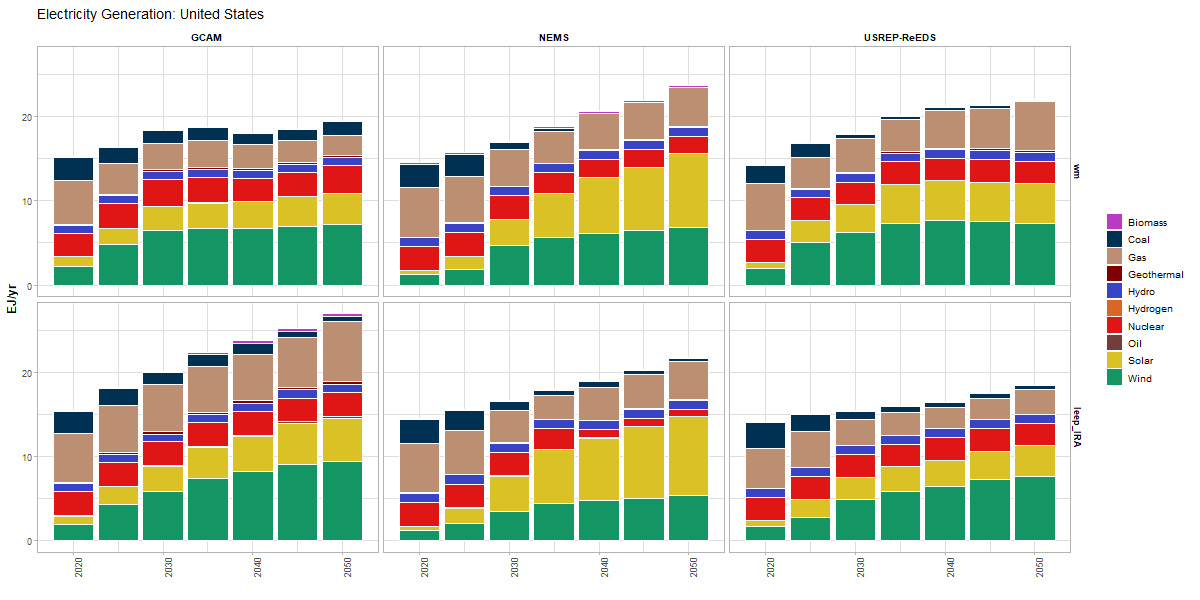 Electricity Generation: United States
GCAM
NEMS
USREP-ReEDS
EJ/yr
20
10
0
wm
20
10
0
leep_IRA
2020
2030
2040
2050
2020
2030
2040
2050
2020
2030
2040
2050
Biomass
Coal
Gas
Geothermal
Hydro
Hydrogen
Nuclear
Oil
Solar
Wind